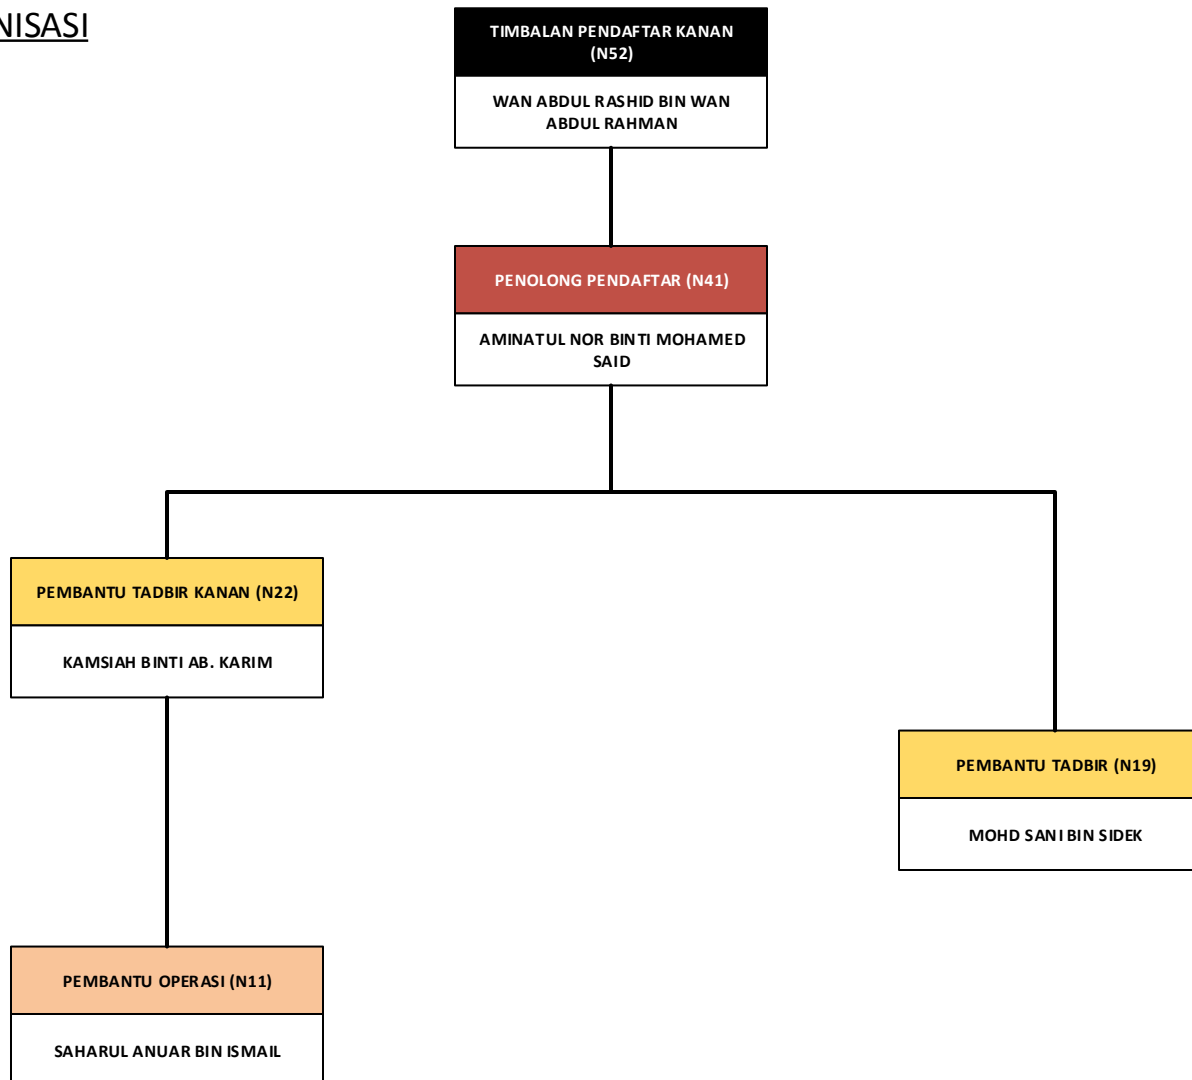 NISASI
TIMBALAN PENDAFTAR KANAN
(N52)
WAN ABDUL RASHID BIN WAN
ABDUL RAHMAN
PENOLONG PENDAFTAR (N41)
AMINATUL NOR BINTI MOHAMED
SAID
PEMBANTU TADBIR KANAN (N22)
KAMSIAH BINTI AB. KARIM
PEMBANTU TADBIR (N19)
MOHD SANI BIN SIDEK
PEMBANTU OPERASI (N11)
SAHARUL ANUAR BIN ISMAIL